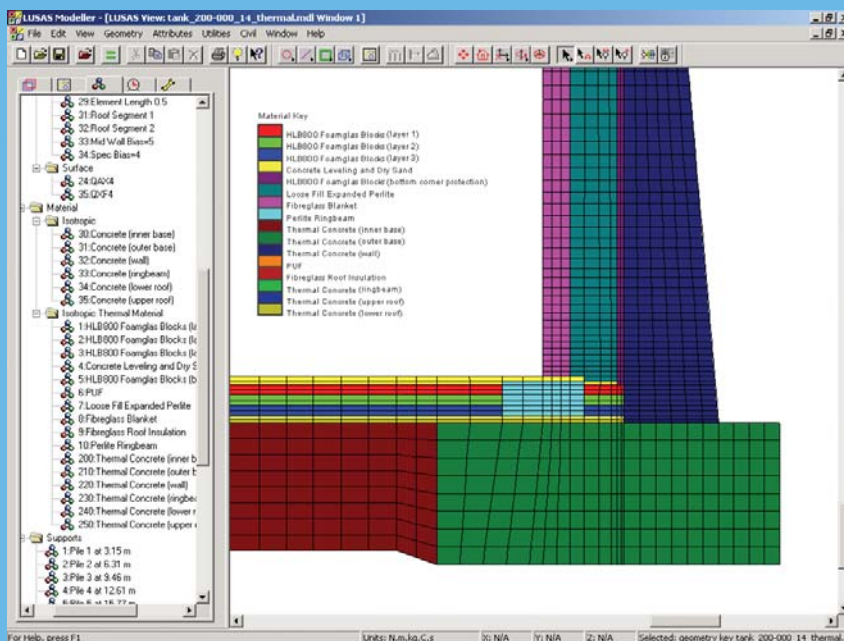 LUSAS Modeller - [LUSAS View: tank_200-000_14_thermal.mdl Window 1]
File Edit View Geometry Attributes Utilities Civil Window Help
29:Element Length 0.5
31:Roof Segment 1
32:Roof Segment 2
33:Mid Wall Bias=5
34:Spec Bias=4
Surface
24:QAX4
35:QXF4
Material
Isotropic
30:Concrete (inner base)
31:Concrete (outer base)
32:Concrete (wall)
33:Concrete (ringbeam)
34:Concrete (lower roof)
35:Concrete (upper roof)
Isotropic Thermal Material
1:HLB800 Foamglas Blocks (la
2:HLB800 Foamglas Blocks (la
3:HLB800 Foamglas Blocks (la
4:Concrete Leveling and Dry S
5:HLB800 Foamglas Blocks (b
6:PUF
7:Loose Fill Expanded Perlite
8:Fibreglass Blanket
9:Fibreglass Roof Insulation
10:Perlite Ringbeam
200:Thermal Concrete (inner b
210:Thermal Concrete (outer b
220:Thermal Concrete (wall)
230:Thermal Concrete (ringbea
240:Thermal Concrete (lower r
250:Thermal Concrete (upper r
Supports
1:Pile 1 at 3.15 m
2:Pile 2 at 6.31 m
3:Pile 3 at 9.46 m
4:Pile 4 at 12.61 m
5:Pile 5 at 15.77 m
Material Key
HLB800 Foamglas Blocks (layer 1)
HLB800 Foamglas Blocks (layer 2)
HLB800 Foamglas Blocks (layer 3)
Concrete Leveling and Dry Sand
HLB800 Foamglas Blocks (bottom corner protection)
Loose Fill Expanded Perlite
Fibreglass Blanket
Perlite Ringbeam
Thermal Concrete (inner base)
Thermal Concrete (outer base)
Thermal Concrete (wall)
PUF
Fibreglass Roof Insulation
Thermal Concrete (ringbeam)
Thermal Concrete (upper roof)
Thermal Concrete (lower roof)
For Help, press F1
Units: N,m,kg,C,s X: N/A Y: N/A Z: N/A Selected: geometry key tank_200-000_14_thermal.